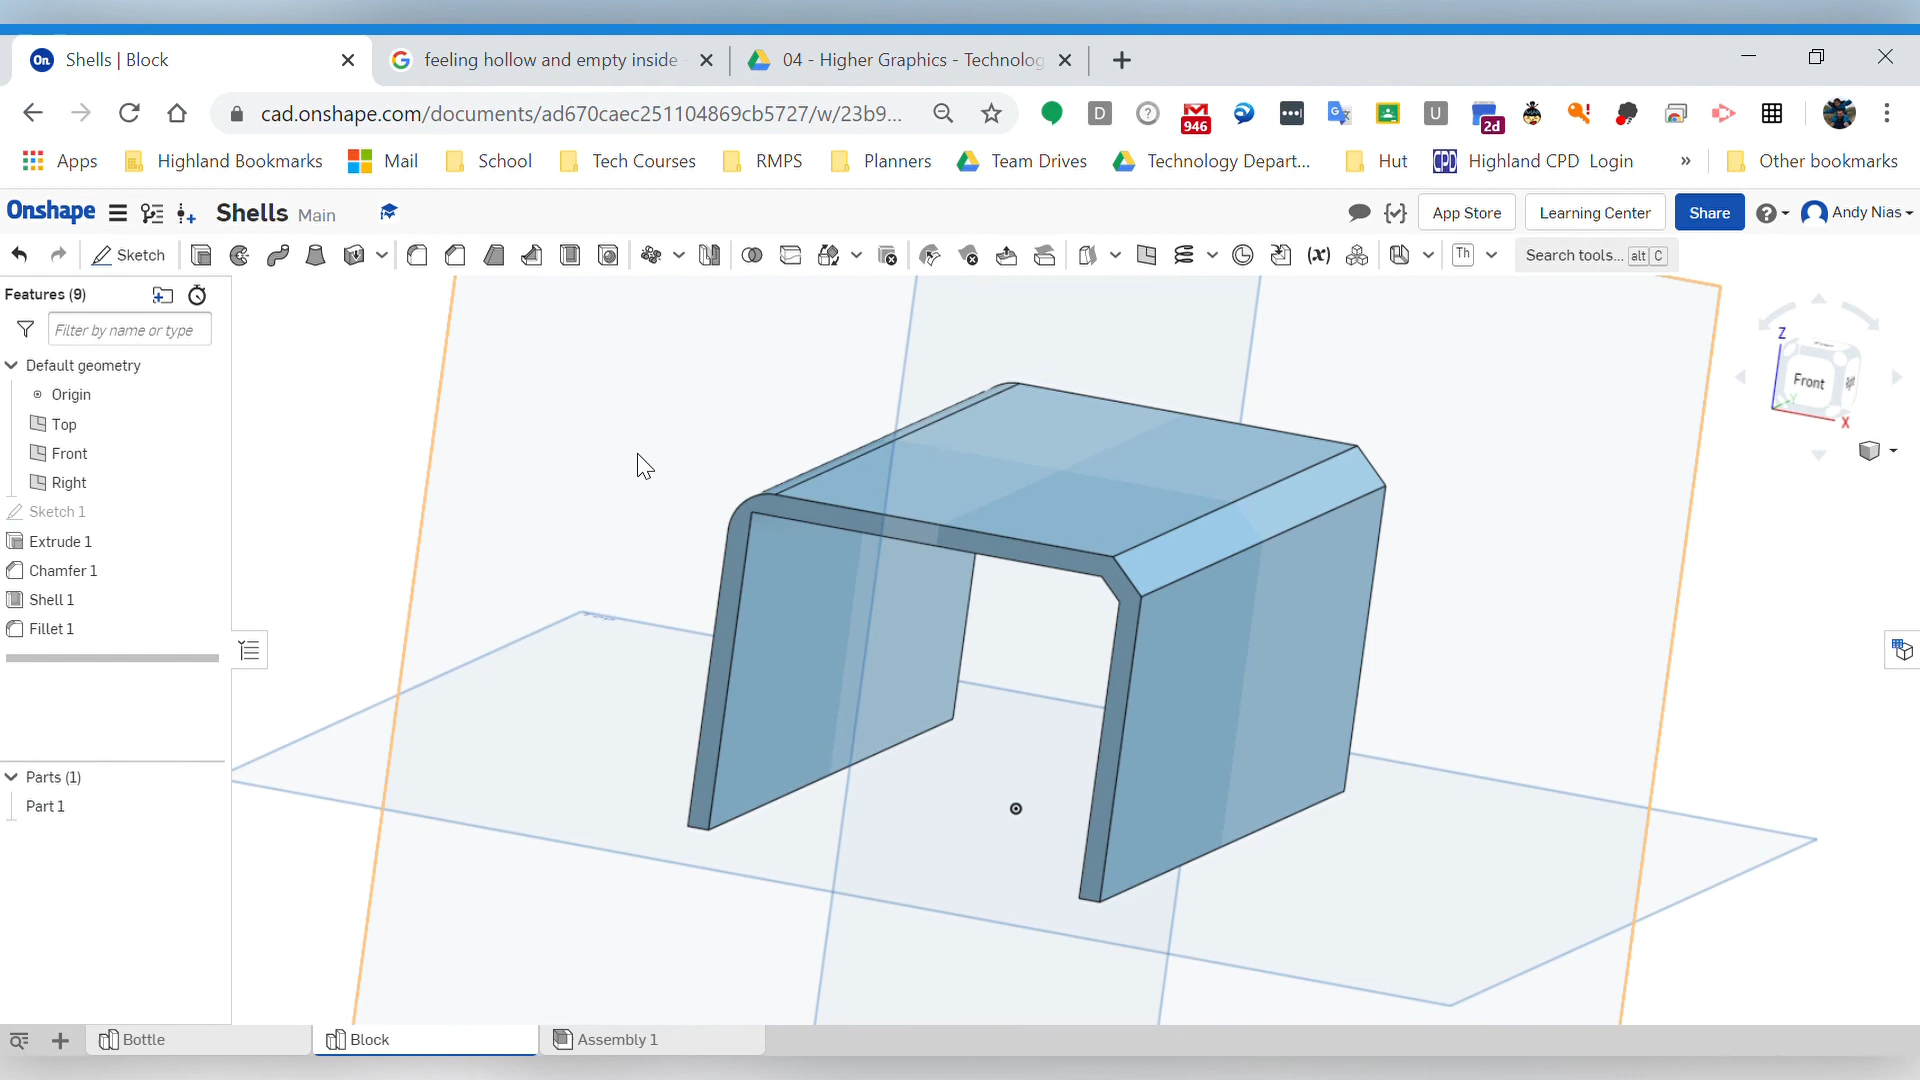 On Shells | Block
feeling hollow and empty inside
04 - Higher Graphics - Technolog
cad.onshape.com/documents/ad670caec251104869cb5727/w/23b9...
D
946
U
2d
Apps
Highland Bookmarks
Mail
School
Tech Courses
RMPS
Planners
Team Drives
Technology Depart...
Hut
CPD Highland CPD Login
»
Other bookmarks
Onshape
Shells Main
App Store
Learning Center
Share
Andy Nias
Sketch
(x)
Th
Search tools... alt C
Features (9)
Filter by name or type
Default geometry
Origin
Top
Front
Right
Sketch 1
Extrude 1
Chamfer 1
Shell 1
Fillet 1
Parts (1)
Part 1
Z
Front
Y
X
Bottle
Block
Assembly 1